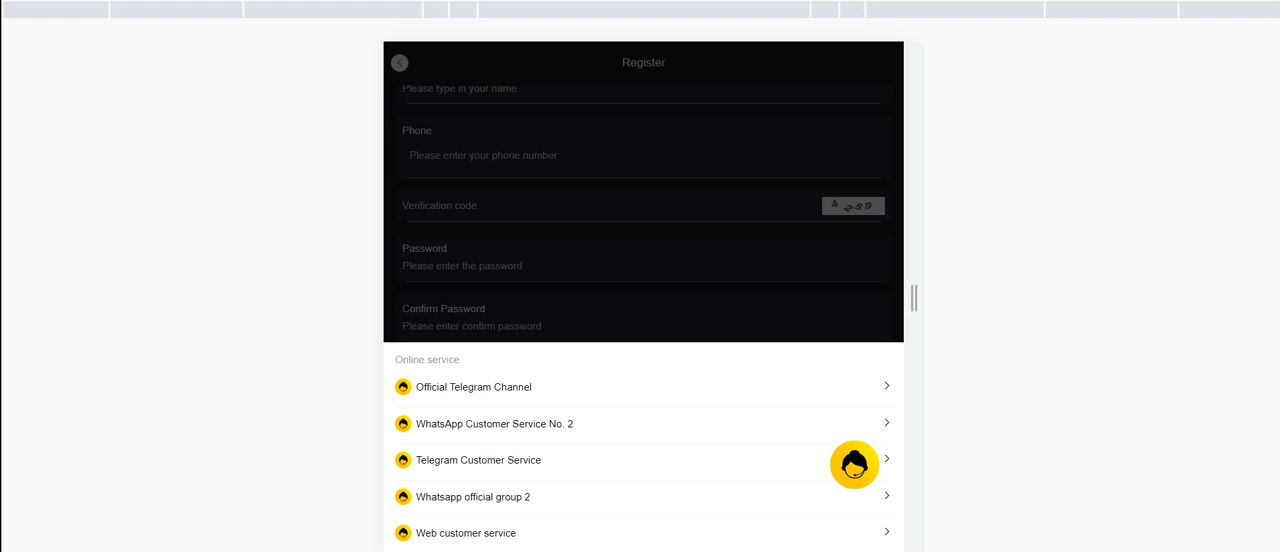 Register
Please type in your name
Phone
Please enter your phone number
Verification code
Password
Please enter the password
Confirm Password
Please enter confirm password
Online service
Official Telegram Channel
WhatsApp Customer Service No. 2
Telegram Customer Service
Whatsapp official group 2
Web customer service